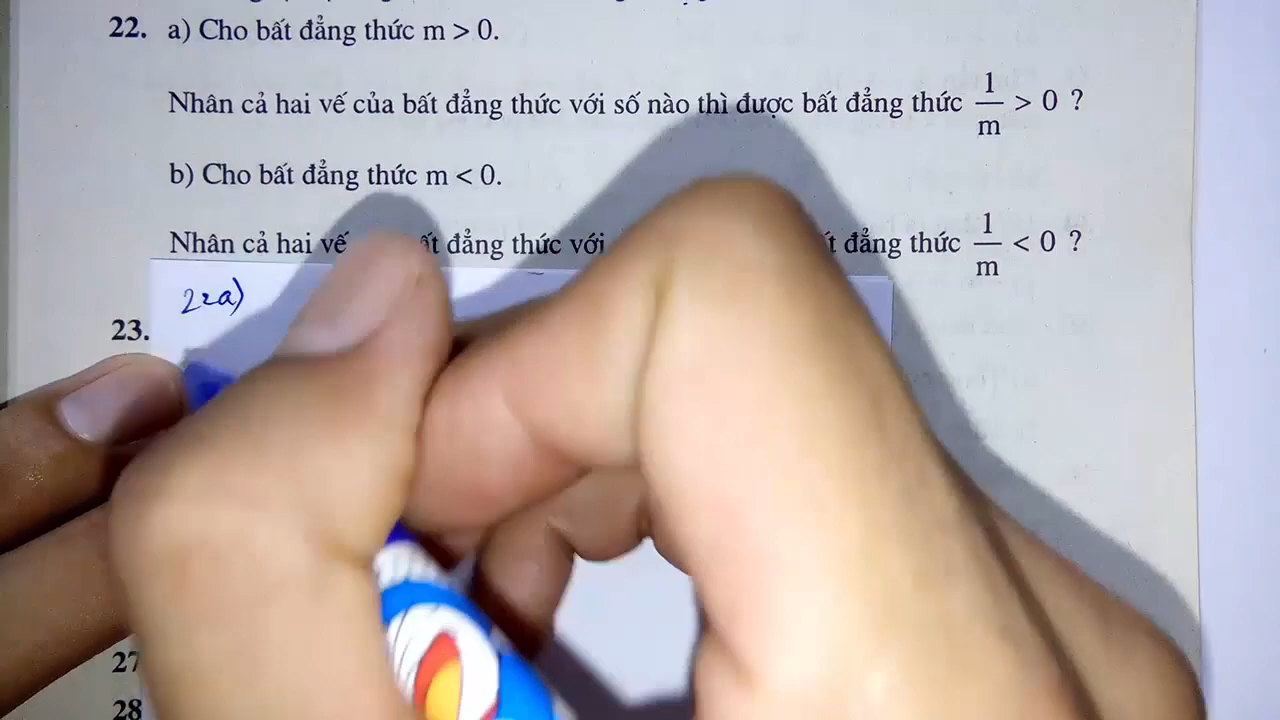 22. a) Cho bất đẳng thức m > 0.
Nhân cả hai vế của bất đẳng thức với số nào thì được bất đẳng thức 1/m > 0 ?
b) Cho bất đẳng thức m < 0.
Nhân cả hai vế đẳng thức với đẳng thức 1/m < 0 ?
22a)
23.
27
28